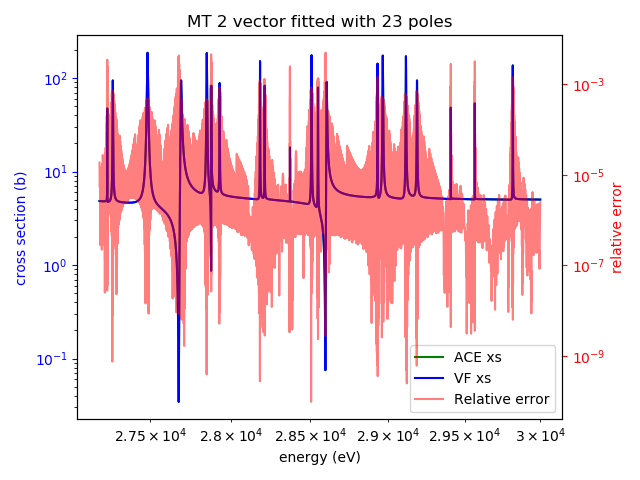 MT 2 vector fitted with 23 poles
10²
10¹
10⁰
10⁻¹
cross section (b)
10⁻³
10⁻⁵
10⁻⁷
10⁻⁹
relative error
ACE xs
VF xs
Relative error
2.75 × 10⁴ 2.8 × 10⁴ 2.85 × 10⁴ 2.9 × 10⁴ 2.95 × 10⁴ 3 × 10⁴
energy (eV)